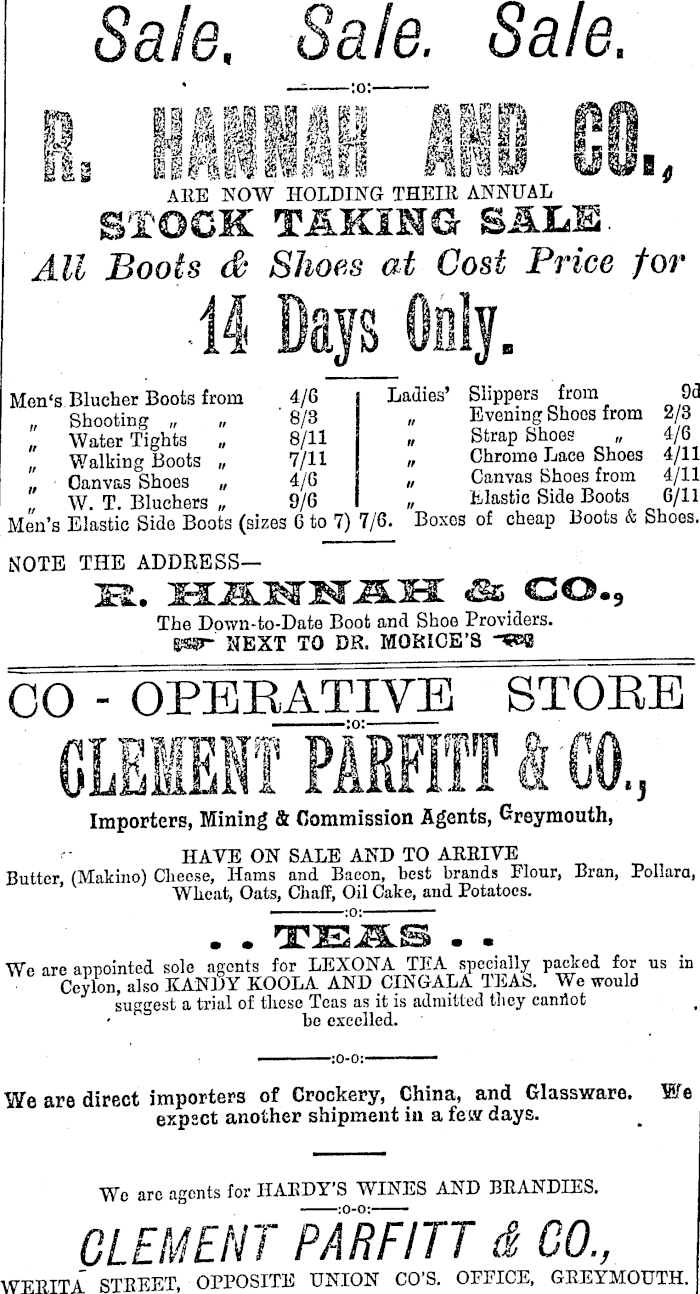 Sale. Sale. Sale.
:o:
R. HANNAH AND CO.,
ARE NOW HOLDING THEIR ANNUAL
STOCK TAKING SALE.
All Boots & Shoes at Cost Price for
14 Days Only.
Men's Blucher Boots from 4/6
„ Shooting „ „ 8/3
„ Water Tights „ 8/11
„ Walking Boots „ 7/11
„ Canvas Shoes „ 4/6
„ W. T. Bluchers „ 9/6
Ladies' Slippers from 9d
„ Evening Shoes from 2/3
„ Strap Shoes „ 4/6
„ Chrome Lace Shoes 4/11
„ Canvas Shoes from 4/11
„ Elastic Side Boots 6/11
Men's Elastic Side Boots (sizes 6 to 7) 7/6. Boxes of cheap Boots & Shoes.
NOTE THE ADDRESS—
R. HANNAH & CO.,
The Down-to-Date Boot and Shoe Providers.
NEXT TO DR. MORICE'S
CO - OPERATIVE STORE
:o:
CLEMENT PARFITT & CO.,
Importers, Mining & Commission Agents, Greymouth,
HAVE ON SALE AND TO ARRIVE
Butter, (Makino) Cheese, Hams and Bacon, best brands Flour, Bran, Pollard,
Wheat, Oats, Chaff, Oil Cake, and Potatoes.
:o:
. . TEAS . .
We are appointed sole agents for LEXONA TEA specially packed for us in
Ceylon, also KANDY KOOLA AND CINGALA TEAS. We would
suggest a trial of these Teas as it is admitted they cannot
be excelled.
:o-o:
We are direct importers of Crockery, China, and Glassware. We
expect another shipment in a few days.
We are agents for HARDY'S WINES AND BRANDIES.
:o-o:
CLEMENT PARFITT & CO.,
WERITA STREET, OPPOSITE UNION CO'S. OFFICE, GREYMOUTH.